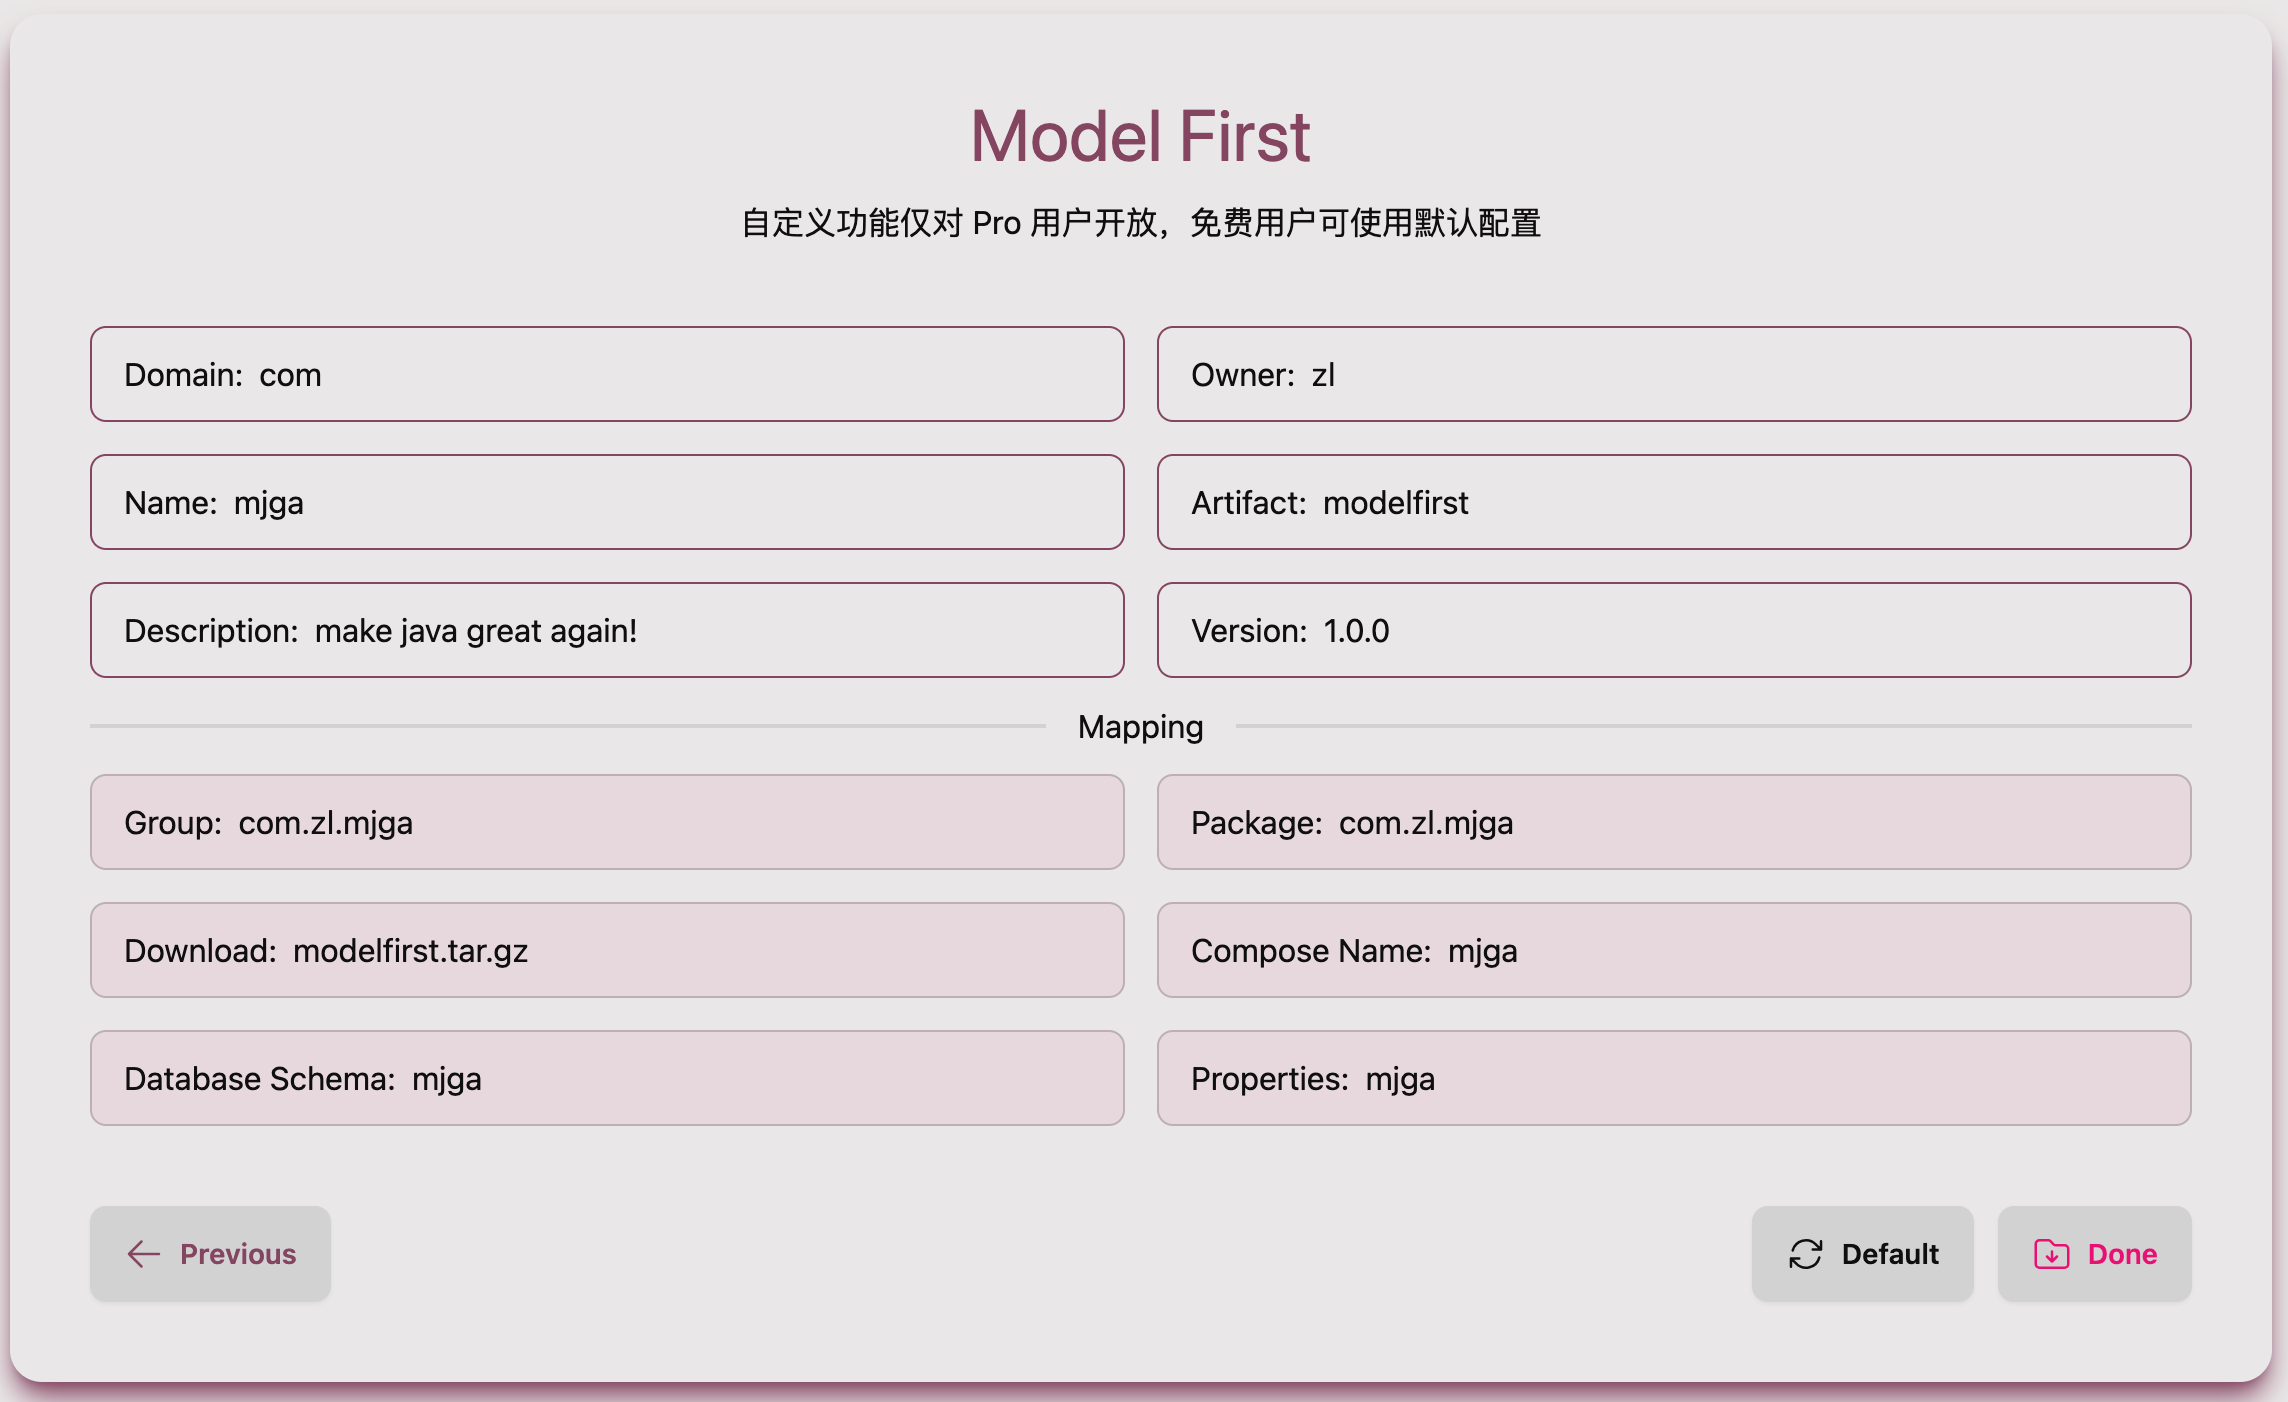 Model First
自定义功能仅对 Pro 用户开放，免费用户可使用默认配置
Domain: com
Owner: zl
Name: mjga
Artifact: modelfirst
Description: make java great again!
Version: 1.0.0
Mapping
Group: com.zl.mjga
Package: com.zl.mjga
Download: modelfirst.tar.gz
Compose Name: mjga
Database Schema: mjga
Properties: mjga
Previous
Default
Done